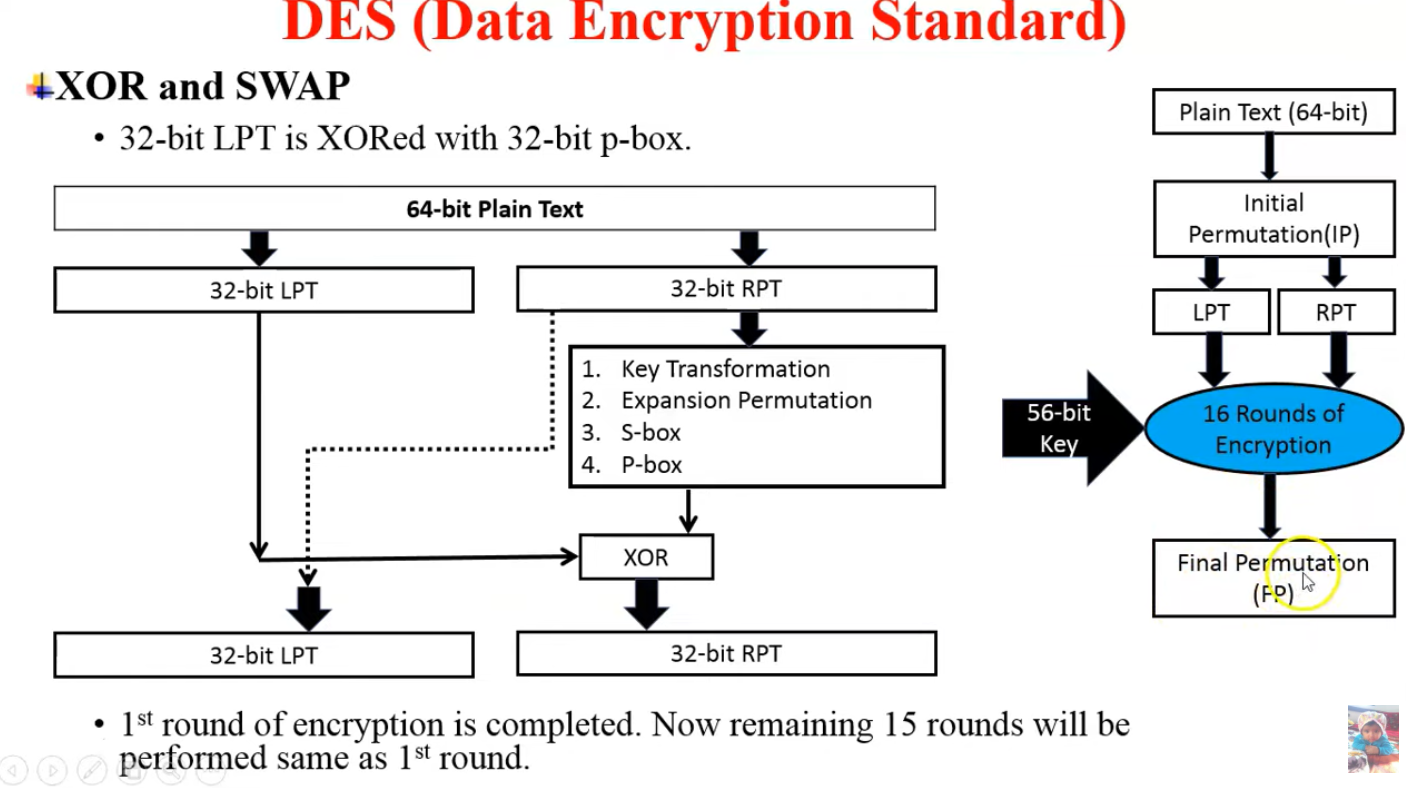 DES (Data Encryption Standard)
XOR and SWAP
• 32-bit LPT is XORed with 32-bit p-box.
64-bit Plain Text
32-bit LPT
32-bit RPT
1. Key Transformation
2. Expansion Permutation
3. S-box
4. P-box
XOR
32-bit LPT
32-bit RPT
• 1st round of encryption is completed. Now remaining 15 rounds will be
performed same as 1st round.
Plain Text (64-bit)
Initial
Permutation(IP)
LPT
RPT
56-bit
Key
16 Rounds of
Encryption
Final Permutation
(FP)